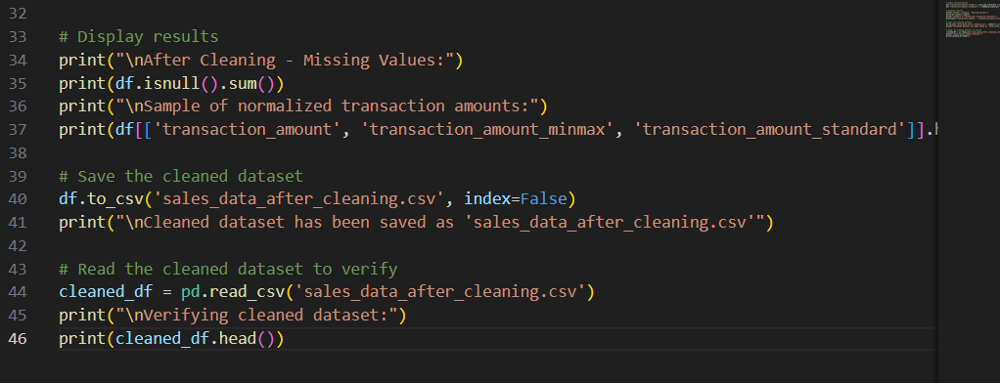 32
33 # Display results
34 print("\nAfter Cleaning - Missing Values:")
35 print(df.isnull().sum())
36 print("\nSample of normalized transaction amounts:")
37 print(df[['transaction_amount', 'transaction_amount_minmax', 'transaction_amount_standard']].
38
39 # Save the cleaned dataset
40 df.to_csv('sales_data_after_cleaning.csv', index=False)
41 print("\nCleaned dataset has been saved as 'sales_data_after_cleaning.csv'")
42
43 # Read the cleaned dataset to verify
44 cleaned_df = pd.read_csv('sales_data_after_cleaning.csv')
45 print("\nVerifying cleaned dataset:")
46 print(cleaned_df.head())